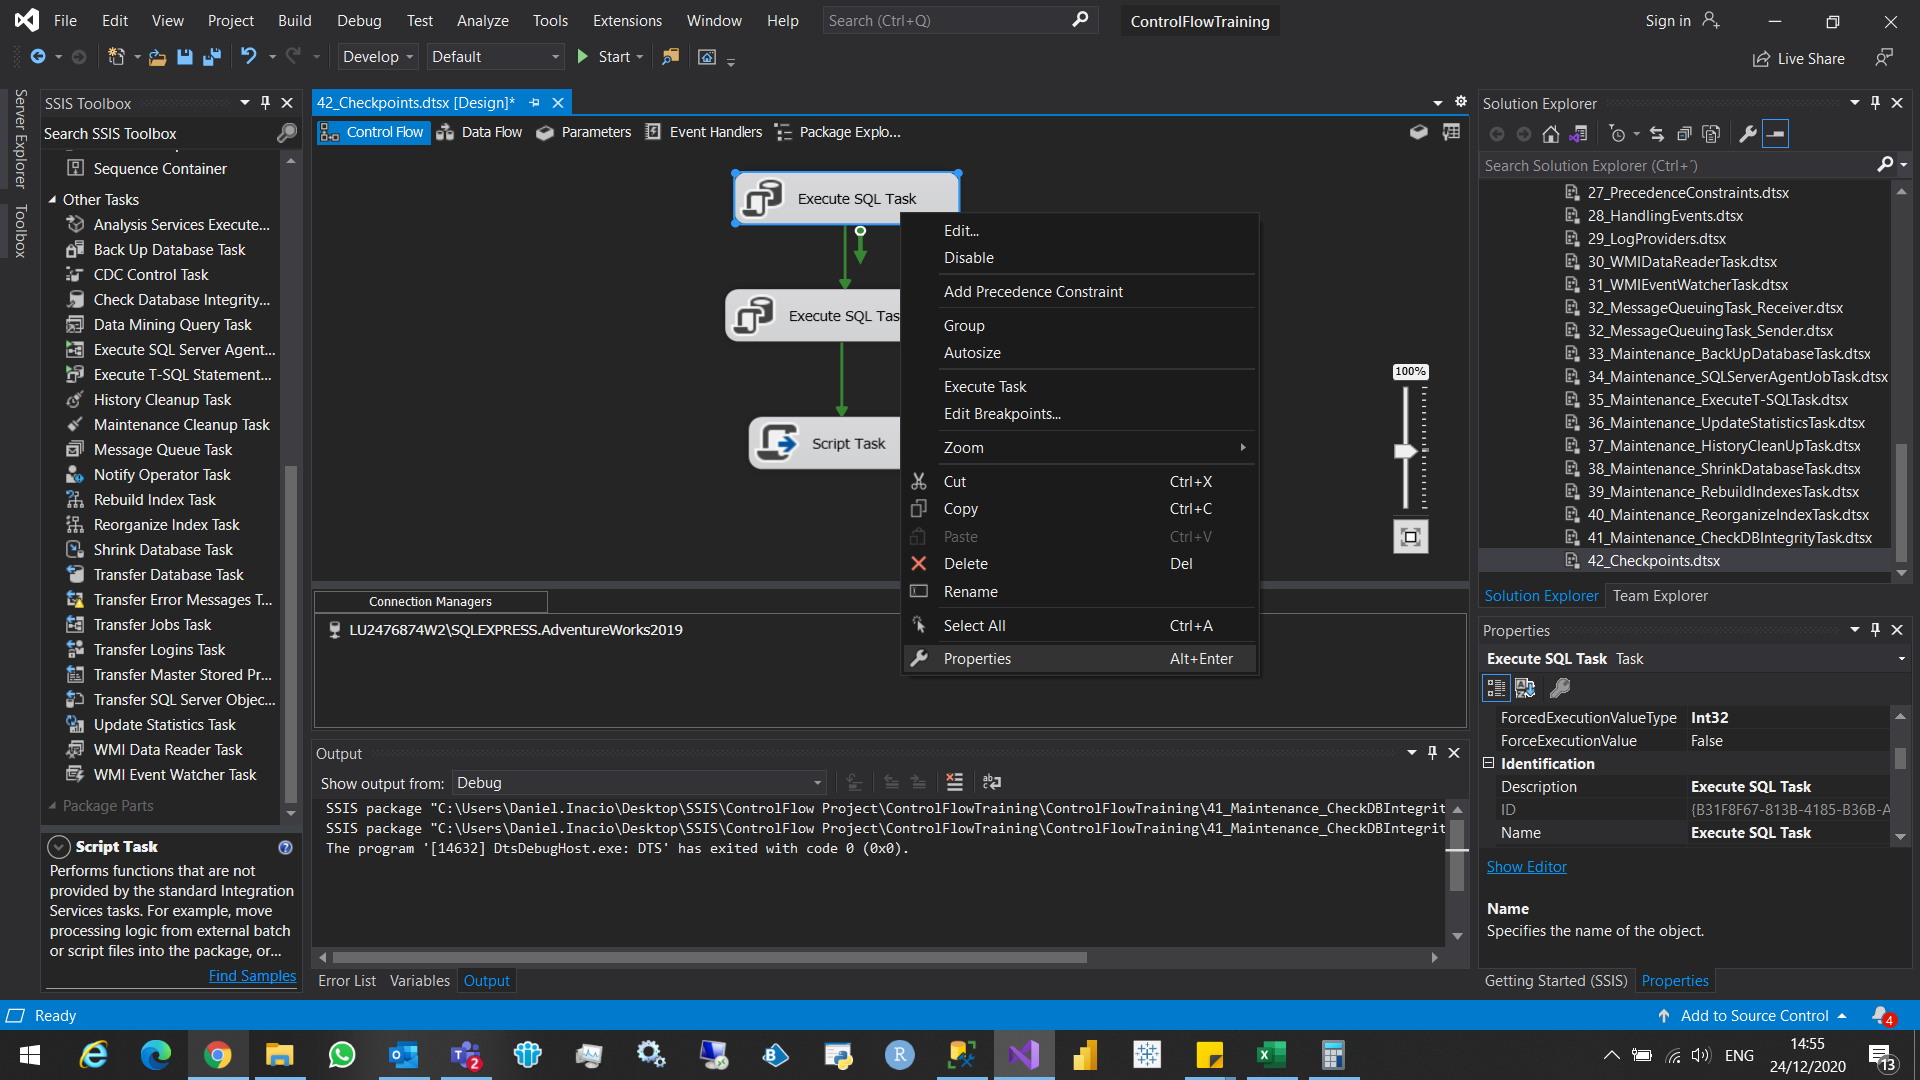 File Edit View Project Build Debug Test Analyze Tools Extensions Window Help Search (Ctrl+Q) ControlFlowTraining Sign in
Develop Default Start Live Share
Server Explorer
Toolbox
SSIS Toolbox
Search SSIS Toolbox
Sequence Container
Other Tasks
Analysis Services Execute...
Back Up Database Task
CDC Control Task
Check Database Integrity...
Data Mining Query Task
Execute SQL Server Agent...
Execute T-SQL Statement...
History Cleanup Task
Maintenance Cleanup Task
Message Queue Task
Notify Operator Task
Rebuild Index Task
Reorganize Index Task
Shrink Database Task
Transfer Database Task
Transfer Error Messages T...
Transfer Jobs Task
Transfer Logins Task
Transfer Master Stored Pr...
Transfer SQL Server Objec...
Update Statistics Task
WMI Data Reader Task
WMI Event Watcher Task
Package Parts
Script Task
Performs functions that are not
provided by the standard Integration
Services tasks. For example, move
processing logic from external batch
or script files into the package, or...
Find Samples
42_Checkpoints.dtsx [Design]*
Control Flow Data Flow Parameters Event Handlers Package Explo...
Execute SQL Task
Execute SQL Tas
Script Task
100%
Edit...
Disable
Add Precedence Constraint
Group
Autosize
Execute Task
Edit Breakpoints...
Zoom
Cut Ctrl+X
Copy Ctrl+C
Paste Ctrl+V
Delete Del
Rename
Select All Ctrl+A
Properties Alt+Enter
Connection Managers
LU2476874W2\SQLEXPRESS.AdventureWorks2019
Output
Show output from: Debug
SSIS package "C:\Users\Daniel.Inacio\Desktop\SSIS\ControlFlow Project\ControlFlowTraining\ControlFlowTraining\41_Maintenance_CheckDBIntegrit
SSIS package "C:\Users\Daniel.Inacio\Desktop\SSIS\ControlFlow Project\ControlFlowTraining\ControlFlowTraining\41_Maintenance_CheckDBIntegrit
The program '[14632] DtsDebugHost.exe: DTS' has exited with code 0 (0x0).
Error List Variables Output
Solution Explorer
Search Solution Explorer (Ctrl+´)
27_PrecedenceConstraints.dtsx
28_HandlingEvents.dtsx
29_LogProviders.dtsx
30_WMIDataReaderTask.dtsx
31_WMIEventWatcherTask.dtsx
32_MessageQueuingTask_Receiver.dtsx
32_MessageQueuingTask_Sender.dtsx
33_Maintenance_BackUpDatabaseTask.dtsx
34_Maintenance_SQLServerAgentJobTask.dtsx
35_Maintenance_ExecuteT-SQLTask.dtsx
36_Maintenance_UpdateStatisticsTask.dtsx
37_Maintenance_HistoryCleanUpTask.dtsx
38_Maintenance_ShrinkDatabaseTask.dtsx
39_Maintenance_RebuildIndexesTask.dtsx
40_Maintenance_ReorganizeIndexTask.dtsx
41_Maintenance_CheckDBIntegrityTask.dtsx
42_Checkpoints.dtsx
Solution Explorer Team Explorer
Properties
Execute SQL Task Task
ForcedExecutionValueType Int32
ForceExecutionValue False
Identification
Description Execute SQL Task
ID {B31F8F67-813B-4185-B36B-A
Name Execute SQL Task
Show Editor
Name
Specifies the name of the object.
Getting Started (SSIS) Properties
Ready Add to Source Control 4
2 ENG 14:55
24/12/2020 13